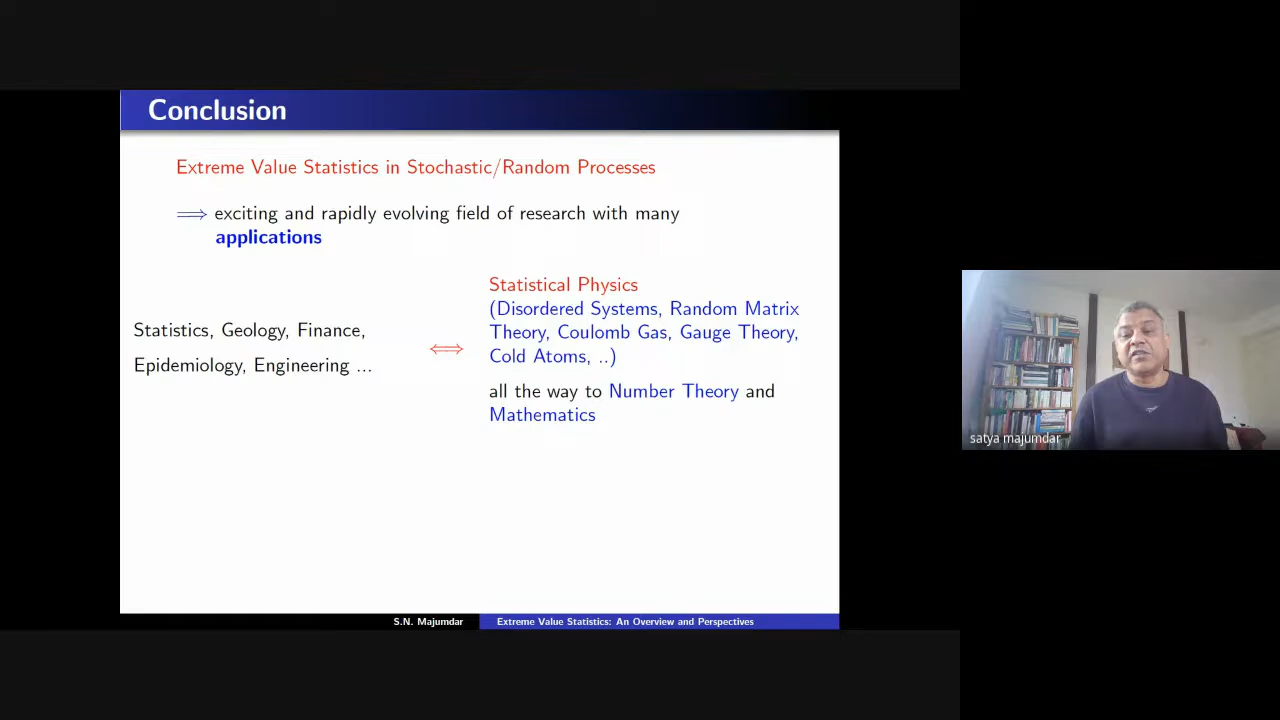 Conclusion
Extreme Value Statistics in Stochastic/Random Processes
⟹ exciting and rapidly evolving field of research with many
applications
Statistics, Geology, Finance,
Epidemiology, Engineering ...
⟺
Statistical Physics
(Disordered Systems, Random Matrix
Theory, Coulomb Gas, Gauge Theory,
Cold Atoms, ..)
all the way to Number Theory and
Mathematics
S.N. Majumdar
Extreme Value Statistics: An Overview and Perspectives
satya majumdar